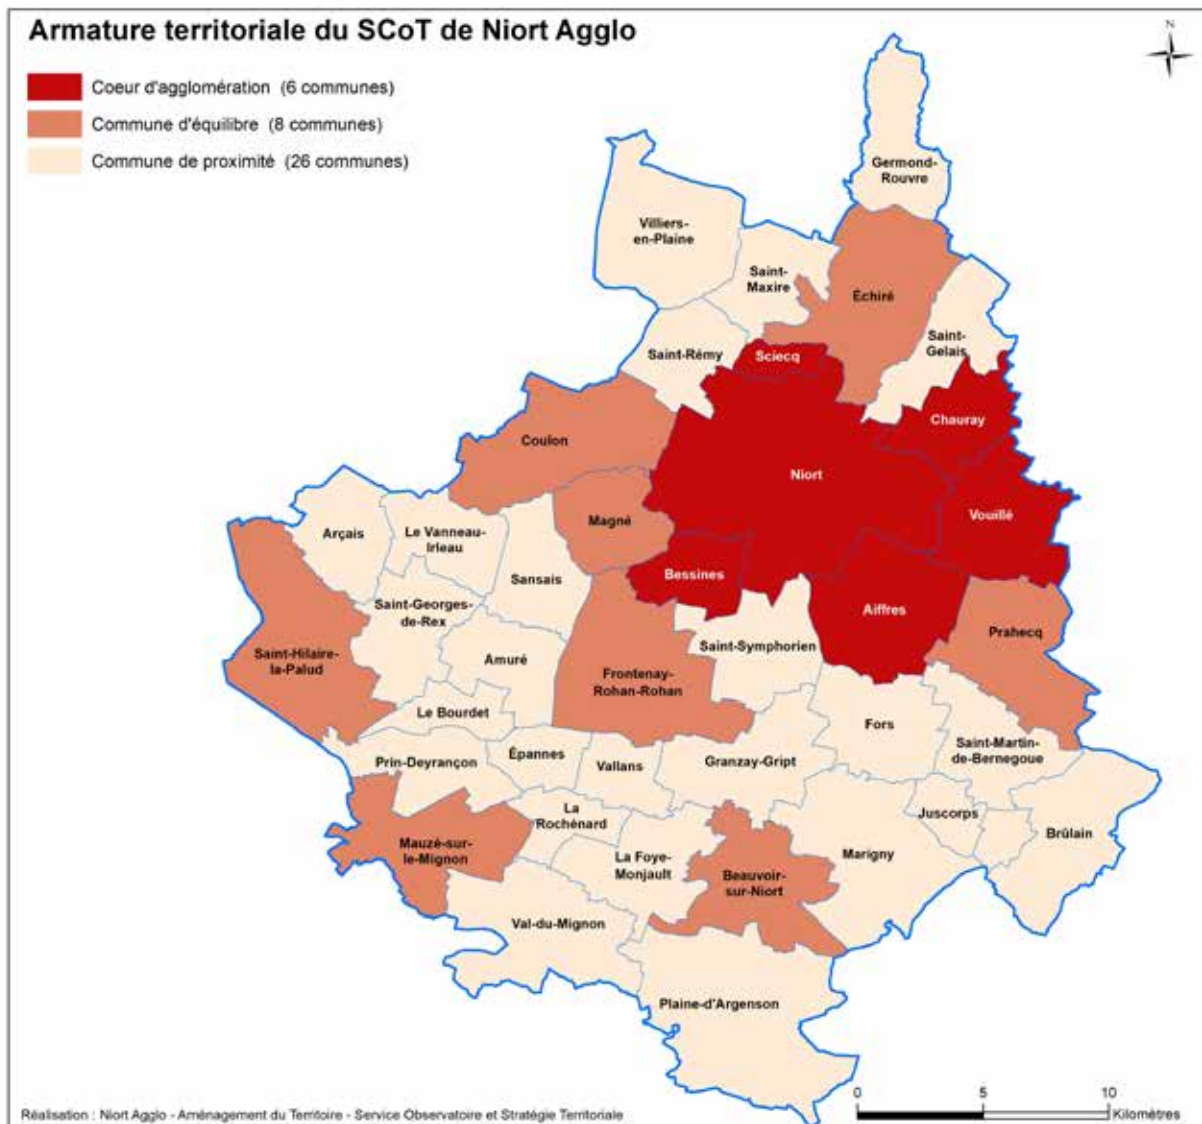 Armature territoriale du SCoT de Niort Agglo
N
Coeur d'agglomération (6 communes)
Commune d'équilibre (8 communes)
Commune de proximité (26 communes)
Germond-
Rouvre
Villiers-
en-Plaine
Saint-
Maxire
Échiré
Saint-
Gelais
Saint-Rémy
Sciecq
Chauray
Coulon
Niort
Vouillé
Magné
Arçais
Le Vanneau-
Irleau
Sansais
Bessines
Aiffres
Saint-Georges-
de-Rex
Prahecq
Saint-Hilaire-
la-Palud
Amuré
Saint-Symphorien
Frontenay-
Rohan-Rohan
Le Bourdet
Fors
Saint-Martin-
de-Bernegoue
Prin-Deyrançon
Épannes
Vallans
Granzay-Gript
La
Rochénard
Juscorps
Brûlain
Mauzé-sur-
le-Mignon
La Foye-
Monjault
Marigny
Beauvoir-
sur-Niort
Val-du-Mignon
Plaine-d'Argenson
0 5 10
Kilomètres
Réalisation : Niort Agglo - Aménagement du Territoire - Service Observatoire et Stratégie Territoriale